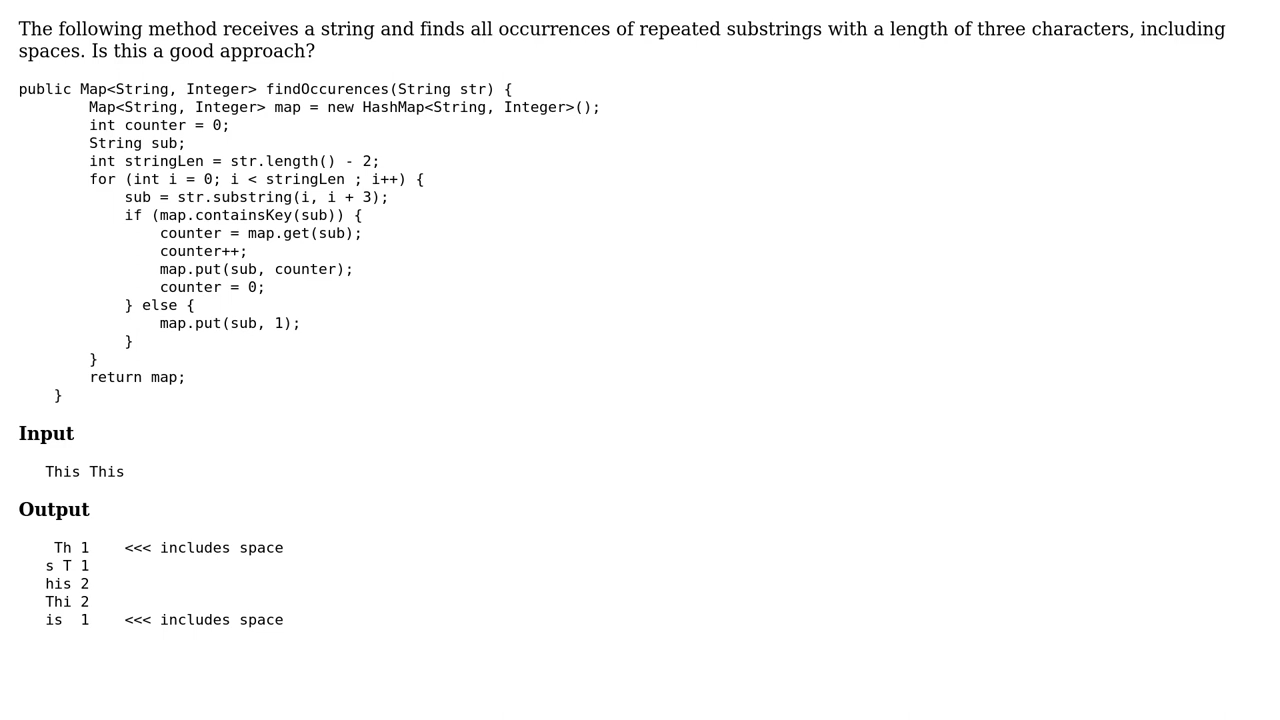 The following method receives a string and finds all occurrences of repeated substrings with a length of three characters, including
spaces. Is this a good approach?
public Map<String, Integer> findOccurences(String str) {
        Map<String, Integer> map = new HashMap<String, Integer>();
        int counter = 0;
        String sub;
        int stringLen = str.length() - 2;
        for (int i = 0; i < stringLen ; i++) {
            sub = str.substring(i, i + 3);
            if (map.containsKey(sub)) {
                counter = map.get(sub);
                counter++;
                map.put(sub, counter);
                counter = 0;
            } else {
                map.put(sub, 1);
            }
        }
        return map;
    }
Input
   This This
Output
    Th 1    <<< includes space
   s T 1
   his 2
   Thi 2
   is  1    <<< includes space